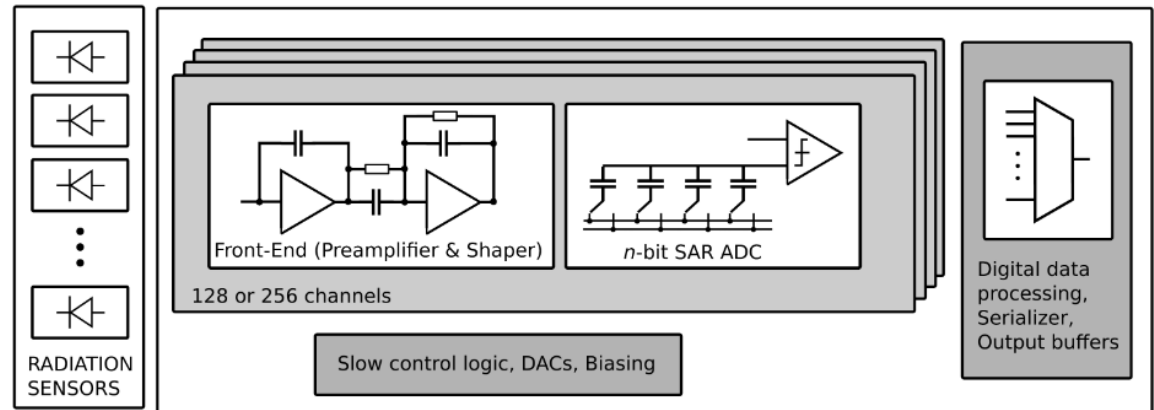 RADIATION
SENSORS
Front-End (Preamplifier & Shaper)
n-bit SAR ADC
128 or 256 channels
Slow control logic, DACs, Biasing
Digital data
processing,
Serializer,
Output buffers